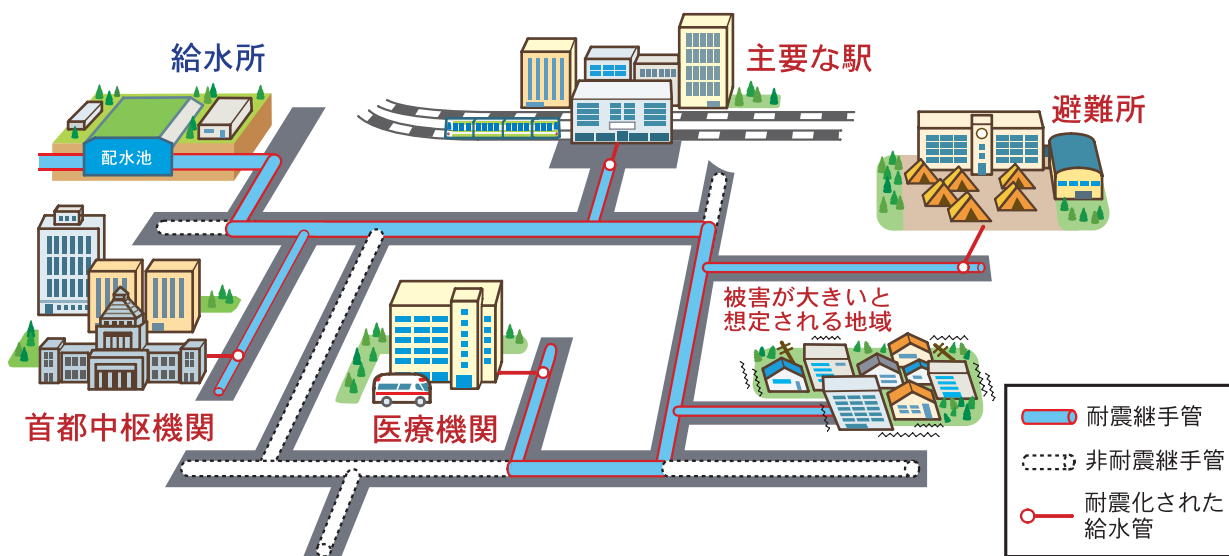 給水所
配水池
主要な駅
避難所
首都中枢機関
医療機関
被害が大きいと
想定される地域
耐震継手管
非耐震継手管
耐震化された
給水管